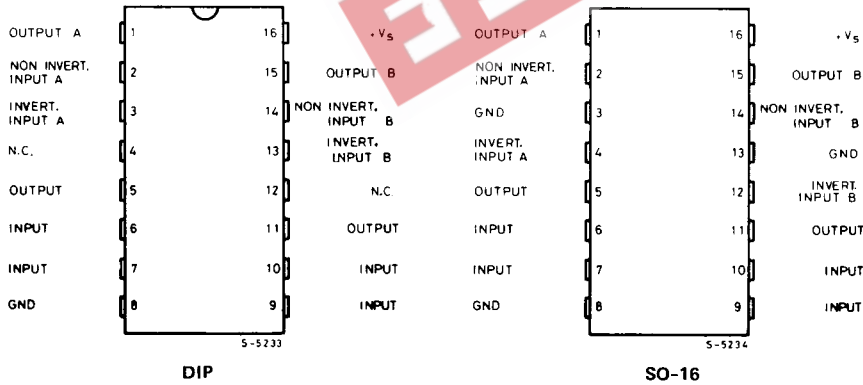 OUTPUT A 1 16 +Vs
NON INVERT.
INPUT A 2 15 OUTPUT B
INVERT.
INPUT A 3 14 NON INVERT.
INPUT B
N.C. 4 13 INVERT.
INPUT B
OUTPUT 5 12 N.C.
INPUT 6 11 OUTPUT
INPUT 7 10 INPUT
GND 8 9 INPUT
S-5233
DIP
OUTPUT A 1 16 +Vs
NON INVERT.
INPUT A 2 15 OUTPUT B
GND 3 14 NON INVERT.
INPUT B
INVERT.
INPUT A 4 13 GND
OUTPUT 5 12 INVERT.
INPUT B
INPUT 6 11 OUTPUT
INPUT 7 10 INPUT
GND 8 9 INPUT
S-5234
SO-16